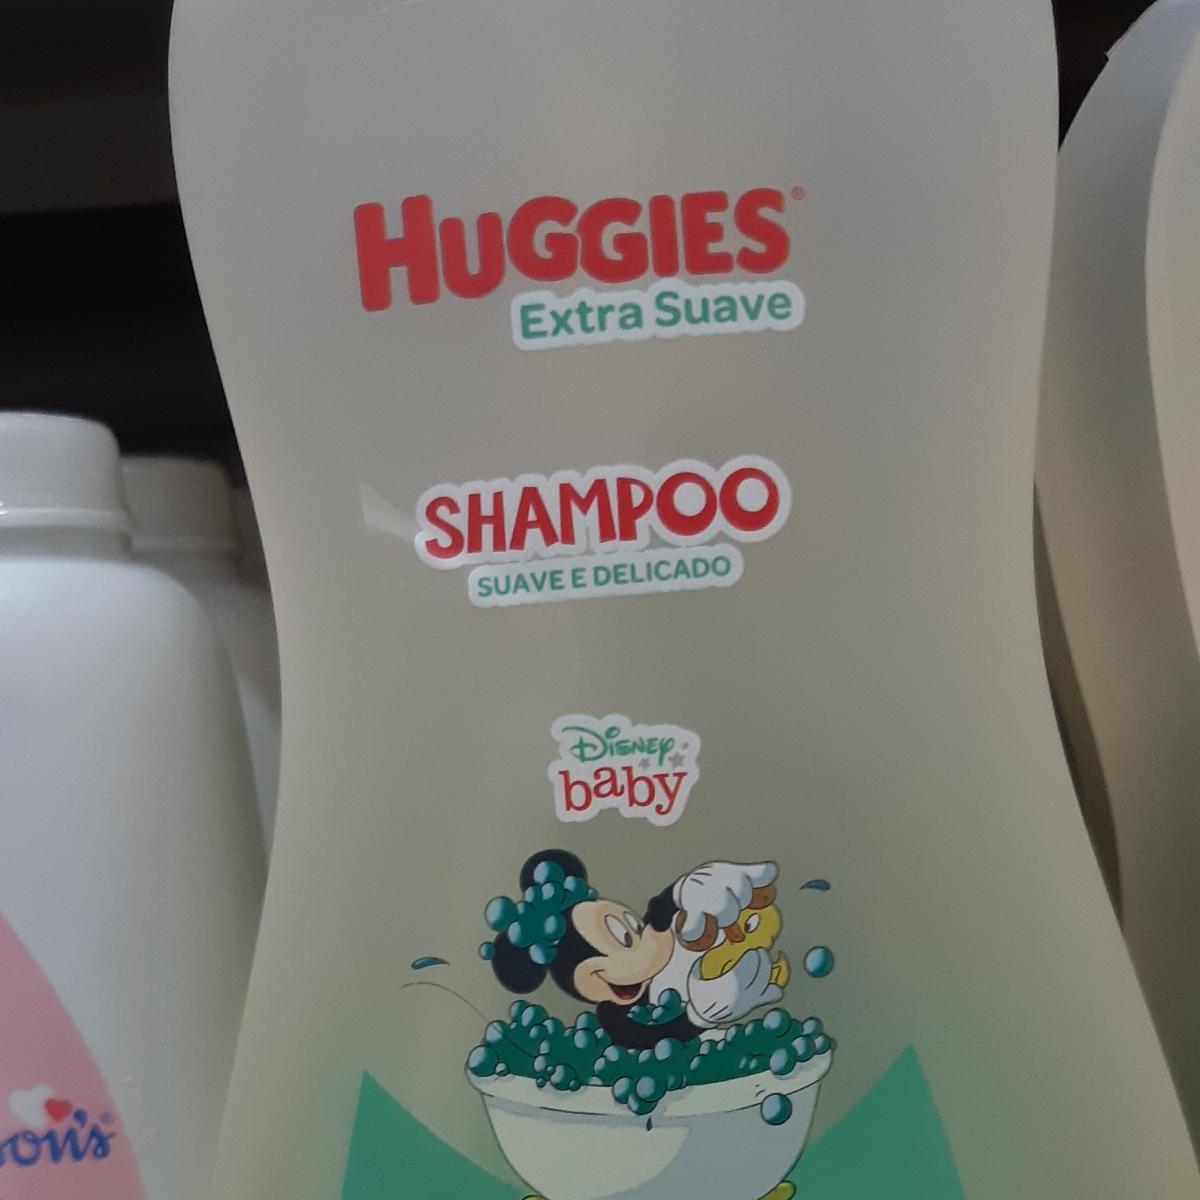 HUGGIES®
Extra Suave
SHAMPOO
SUAVE E DELICADO
Disney
baby